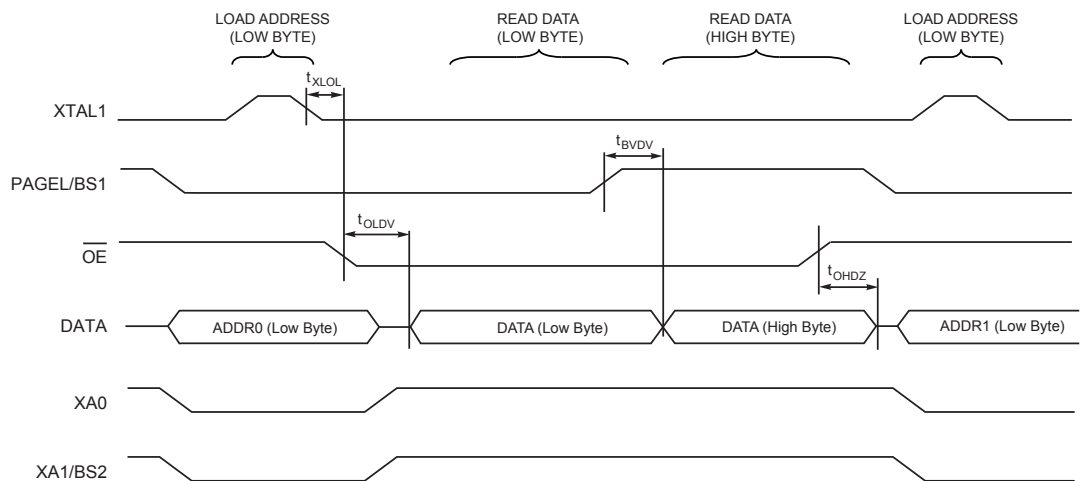 LOAD ADDRESS
(LOW BYTE)
READ DATA
(LOW BYTE)
READ DATA
(HIGH BYTE)
LOAD ADDRESS
(LOW BYTE)
tXLOL
XTAL1
tBVDV
PAGEL/BS1
tOLDV
OE
tOHDZ
DATA
ADDR0 (Low Byte)
DATA (Low Byte)
DATA (High Byte)
ADDR1 (Low Byte)
XA0
XA1/BS2